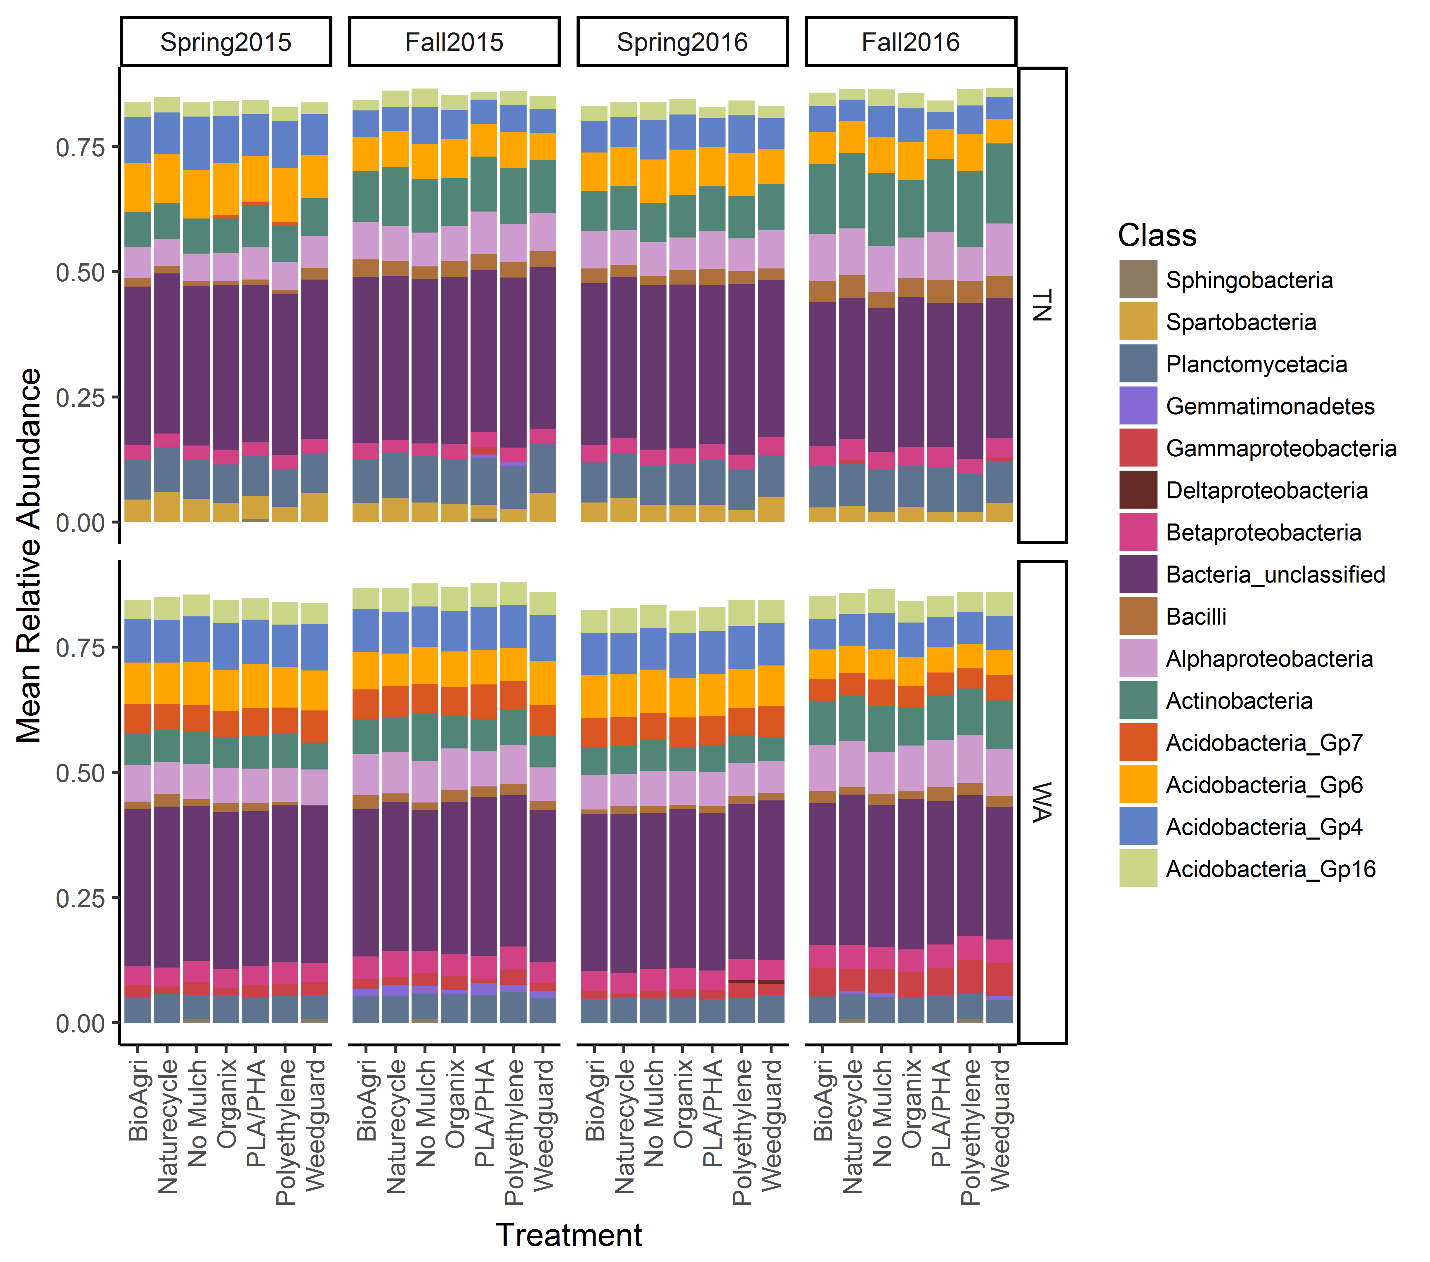 Spring2015 Fall2015 Spring2016 Fall2016
Mean Relative Abundance
0.75
0.50
0.25
0.00
TN
0.75
0.50
0.25
0.00
WA
BioAgri Naturecycle No Mulch Organix PLA/PHA Polyethylene Weedguard BioAgri Naturecycle No Mulch Organix PLA/PHA Polyethylene Weedguard BioAgri Naturecycle No Mulch Organix PLA/PHA Polyethylene Weedguard BioAgri Naturecycle No Mulch Organix PLA/PHA Polyethylene Weedguard
Treatment
Class
Sphingobacteria
Spartobacteria
Planctomycetacia
Gemmatimonadetes
Gammaproteobacteria
Deltaproteobacteria
Betaproteobacteria
Bacteria_unclassified
Bacilli
Alphaproteobacteria
Actinobacteria
Acidobacteria_Gp7
Acidobacteria_Gp6
Acidobacteria_Gp4
Acidobacteria_Gp16